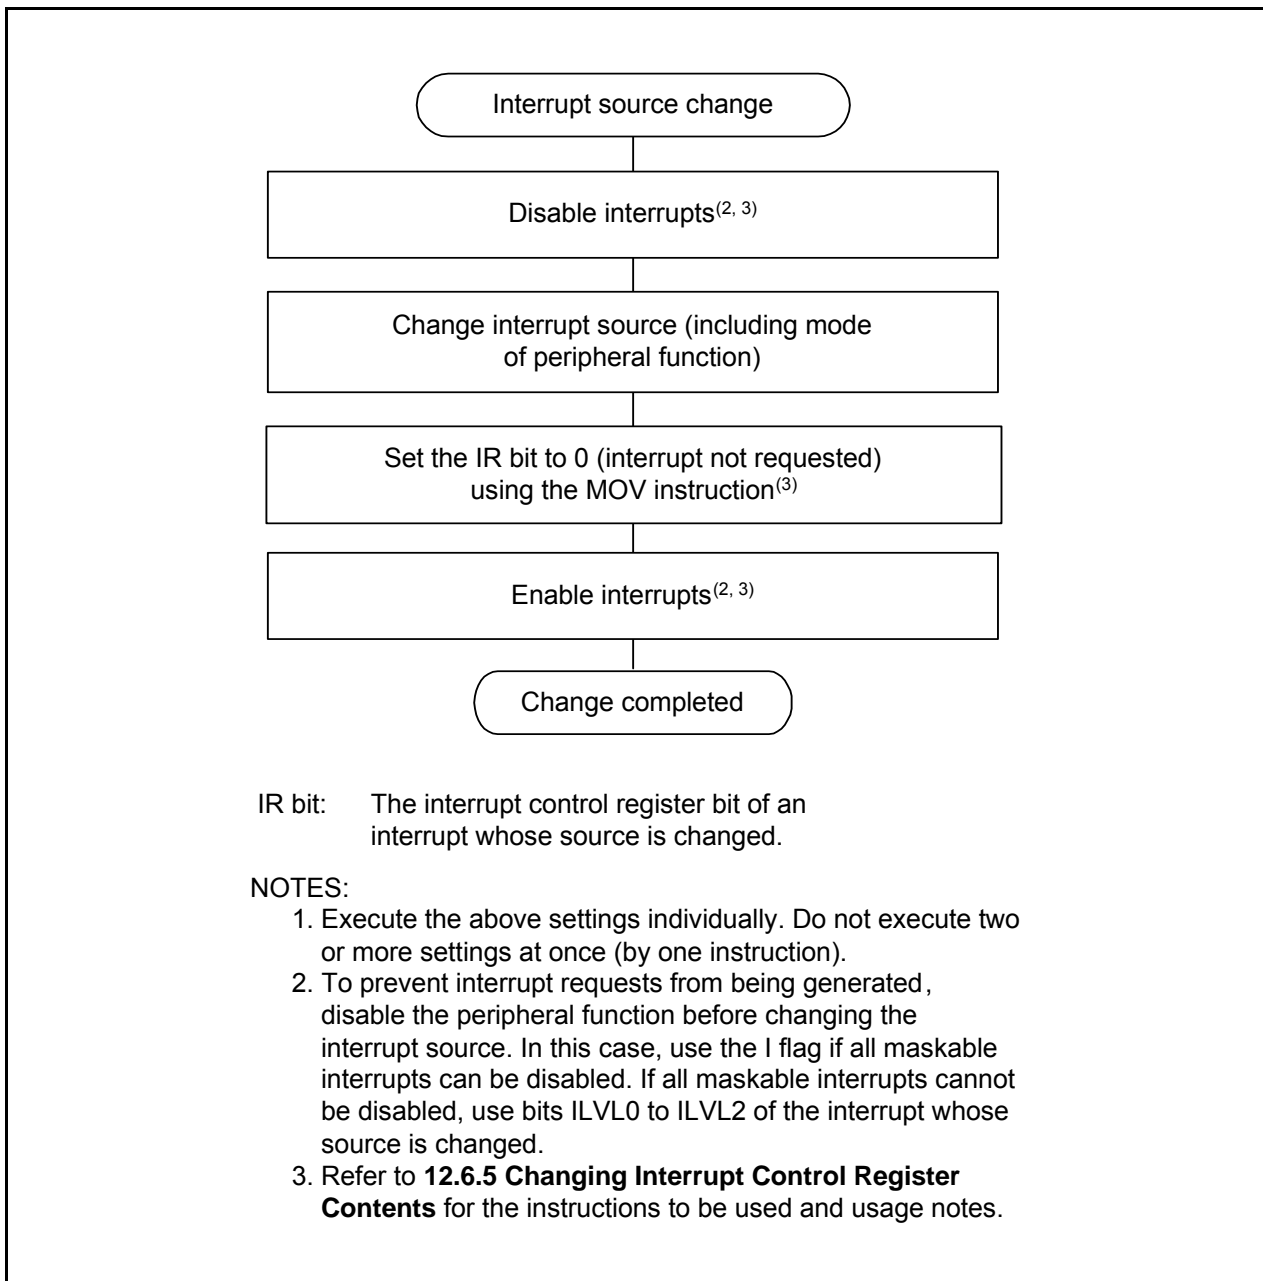 Interrupt source change
Disable interrupts(2, 3)
Change interrupt source (including mode
of peripheral function)
Set the IR bit to 0 (interrupt not requested)
using the MOV instruction(3)
Enable interrupts(2, 3)
Change completed
IR bit: The interrupt control register bit of an
interrupt whose source is changed.
NOTES:
1. Execute the above settings individually. Do not execute two
or more settings at once (by one instruction).
2. To prevent interrupt requests from being generated,
disable the peripheral function before changing the
interrupt source. In this case, use the I flag if all maskable
interrupts can be disabled. If all maskable interrupts cannot
be disabled, use bits ILVL0 to ILVL2 of the interrupt whose
source is changed.
3. Refer to 12.6.5 Changing Interrupt Control Register
Contents for the instructions to be used and usage notes.